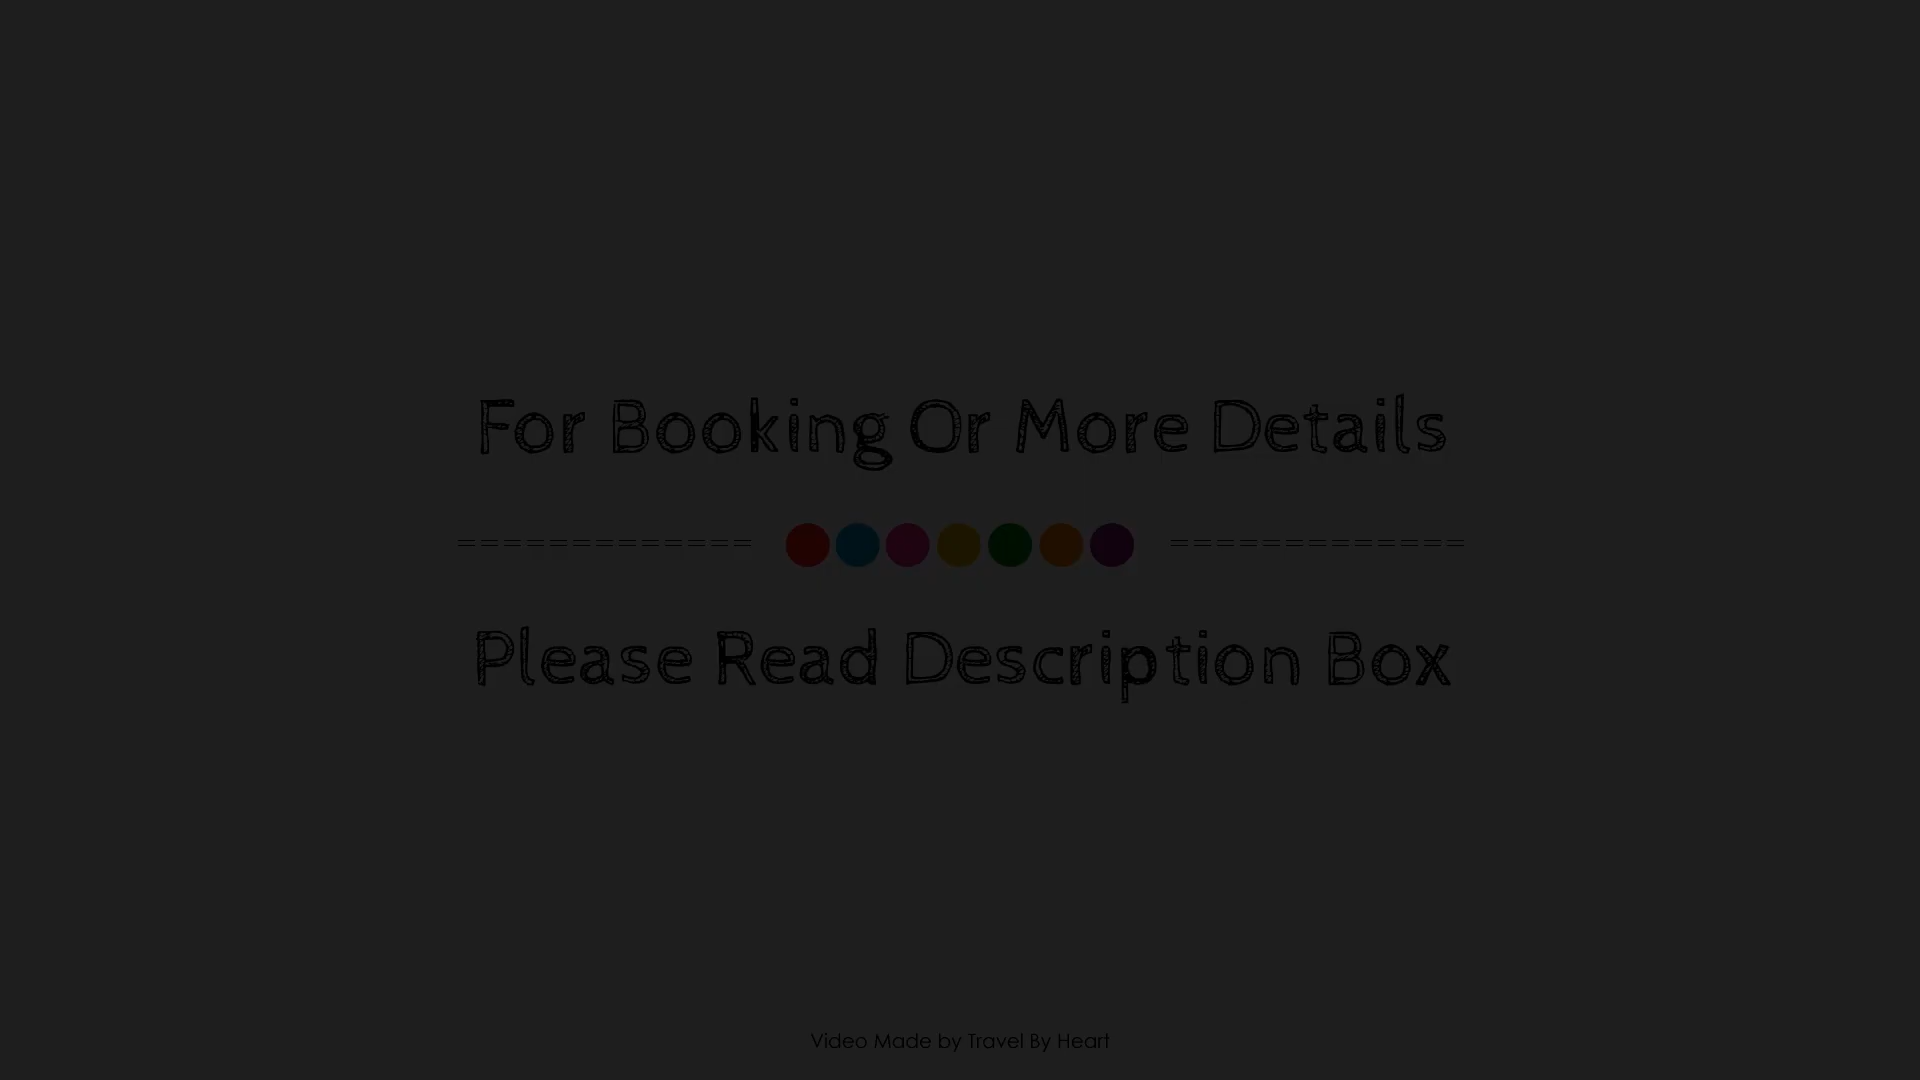 For Booking Or More Details
============= =============
Please Read Description Box
Video Made by Travel By Heart